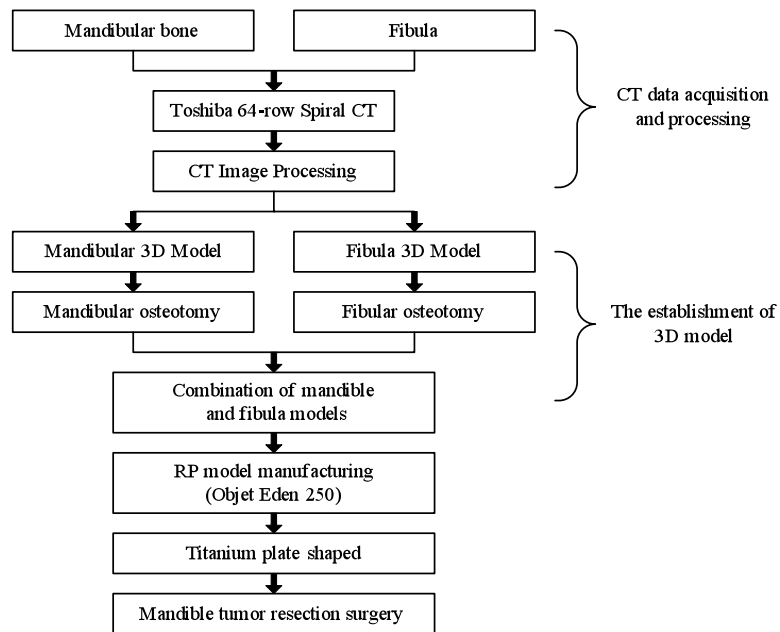 Mandibular bone
Fibula
Toshiba 64-row Spiral CT
CT Image Processing
CT data acquisition
and processing
Mandibular 3D Model
Fibula 3D Model
Mandibular osteotomy
Fibular osteotomy
The establishment of
3D model
Combination of mandible
and fibula models
RP model manufacturing
(Objet Eden 250)
Titanium plate shaped
Mandible tumor resection surgery